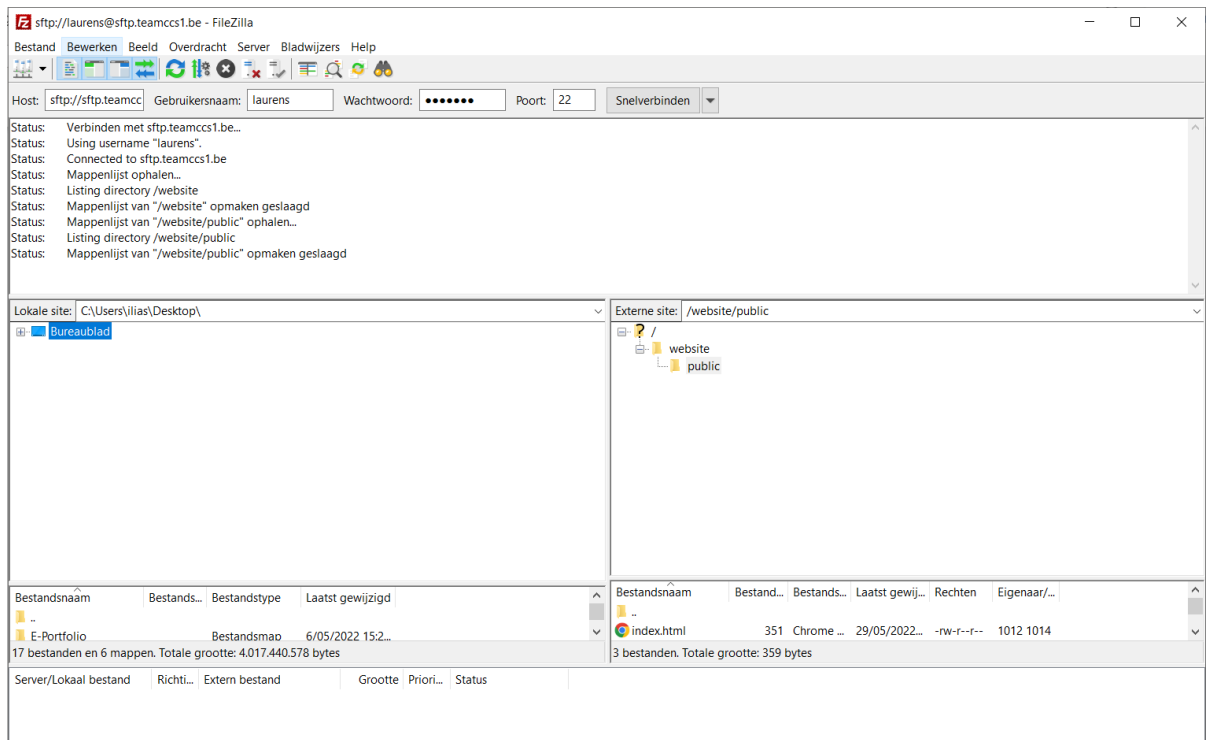 sftp://laurens@sftp.teamccs1.be - FileZilla
Bestand Bewerken Beeld Overdracht Server Bladwijzers Help
Host: sftp://sftp.teamcc Gebruikersnaam: laurens Wachtwoord: ●●●●●●● Poort: 22 Snelverbinden
Status: Verbinden met sftp.teamccs1.be...
Status: Using username "laurens".
Status: Connected to sftp.teamccs1.be
Status: Mappenlijst ophalen...
Status: Listing directory /website
Status: Mappenlijst van "/website" opmaken geslaagd
Status: Mappenlijst van "/website/public" ophalen...
Status: Listing directory /website/public
Status: Mappenlijst van "/website/public" opmaken geslaagd
Lokale site: C:\Users\ilias\Desktop\
Bureaublad
Externe site: /website/public
/
website
public
Bestandsnaam Bestands... Bestandstype Laatst gewijzigd
..
E-Portfolio Bestandsmap 6/05/2022 15:2...
17 bestanden en 6 mappen. Totale grootte: 4.017.440.578 bytes
Bestandsnaam Bestand... Bestands... Laatst gewij... Rechten Eigenaar/...
..
index.html 351 Chrome ... 29/05/2022... -rw-r--r-- 1012 1014
3 bestanden. Totale grootte: 359 bytes
Server/Lokaal bestand Richti... Extern bestand Grootte Priori... Status